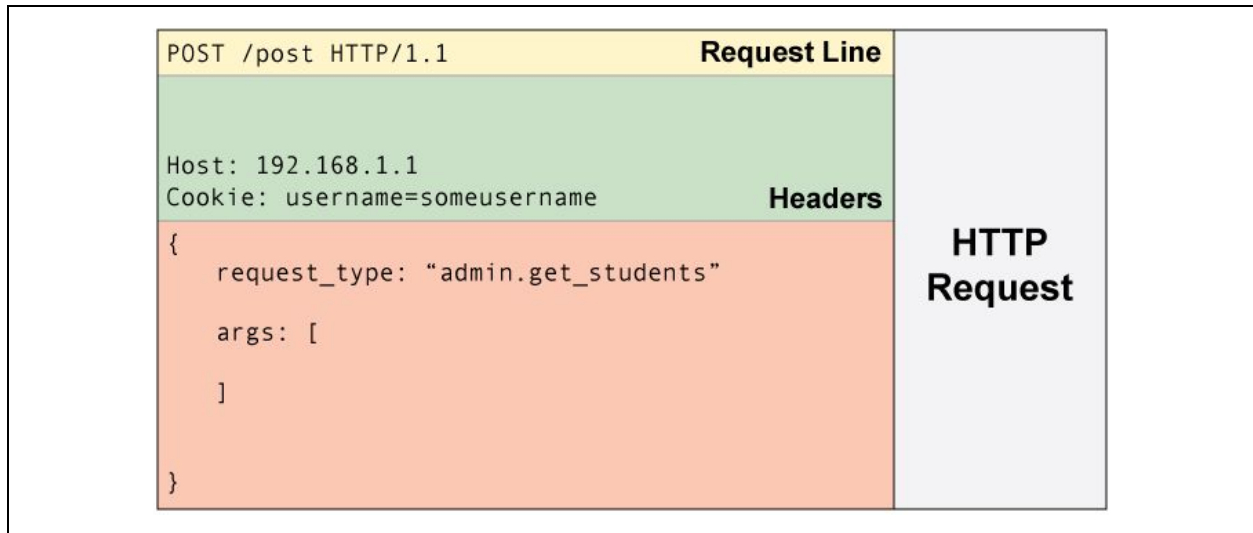 POST /post HTTP/1.1 Request Line
Host: 192.168.1.1
Cookie: username=someusername Headers
{
request_type: “admin.get_students”
args: [
]
}
HTTP
Request